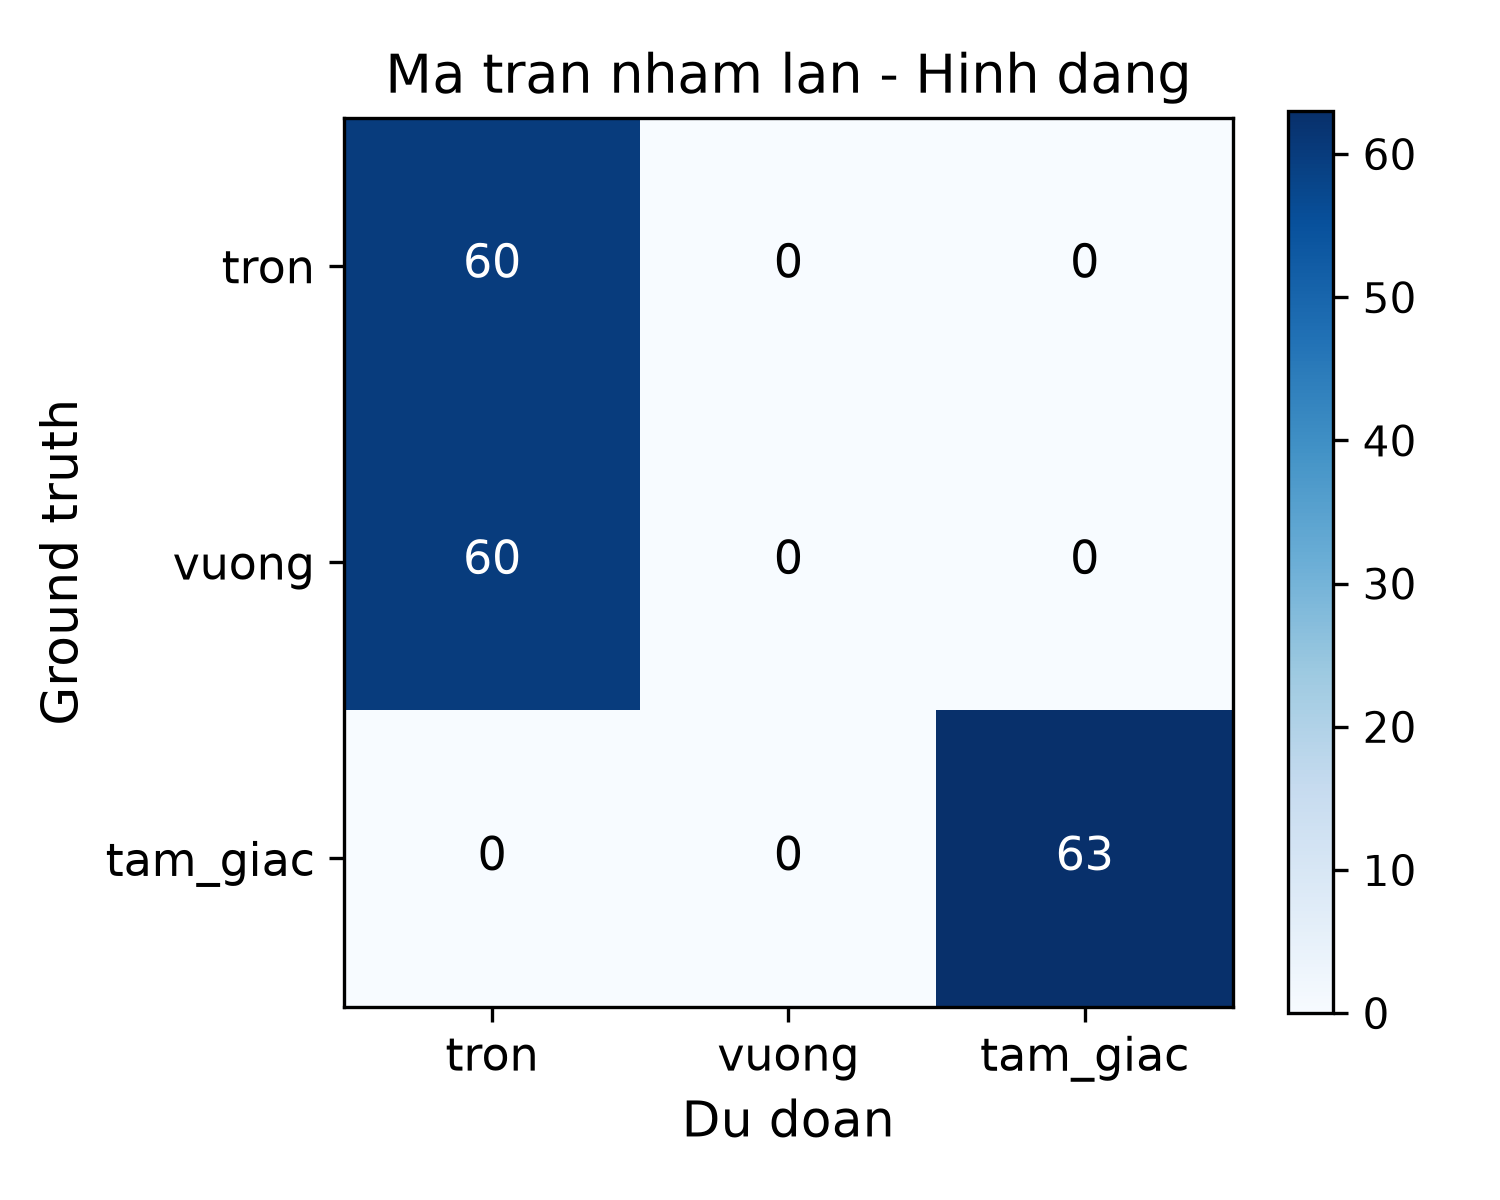 Ma tran nham lan - Hinh dang
Ground truth
tron
60 0 0
vuong
60 0 0
tam_giac
0 0 63
tron vuong tam_giac
Du doan
60
50
40
30
20
10
0